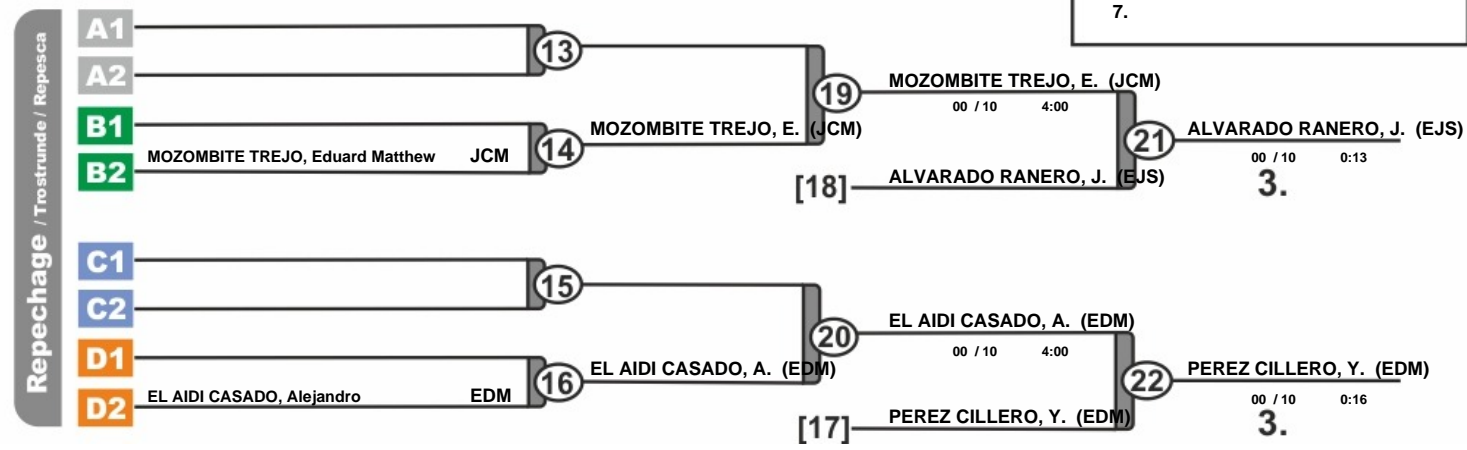 7.
Repechage / Trostrunde / Repesca
A1
A2
13
B1
B2
MOZOMBITE TREJO, Eduard Matthew JCM
14
MOZOMBITE TREJO, E. (JCM)
19
MOZOMBITE TREJO, E. (JCM)
00 / 10 4:00
[18]
ALVARADO RANERO, J. (EJS)
21
ALVARADO RANERO, J. (EJS)
00 / 10 0:13
3.
C1
C2
15
D1
D2
EL AIDI CASADO, Alejandro EDM
16
EL AIDI CASADO, A. (EDM)
20
EL AIDI CASADO, A. (EDM)
00 / 10 4:00
[17]
PEREZ CILLERO, Y. (EDM)
22
PEREZ CILLERO, Y. (EDM)
00 / 10 0:16
3.